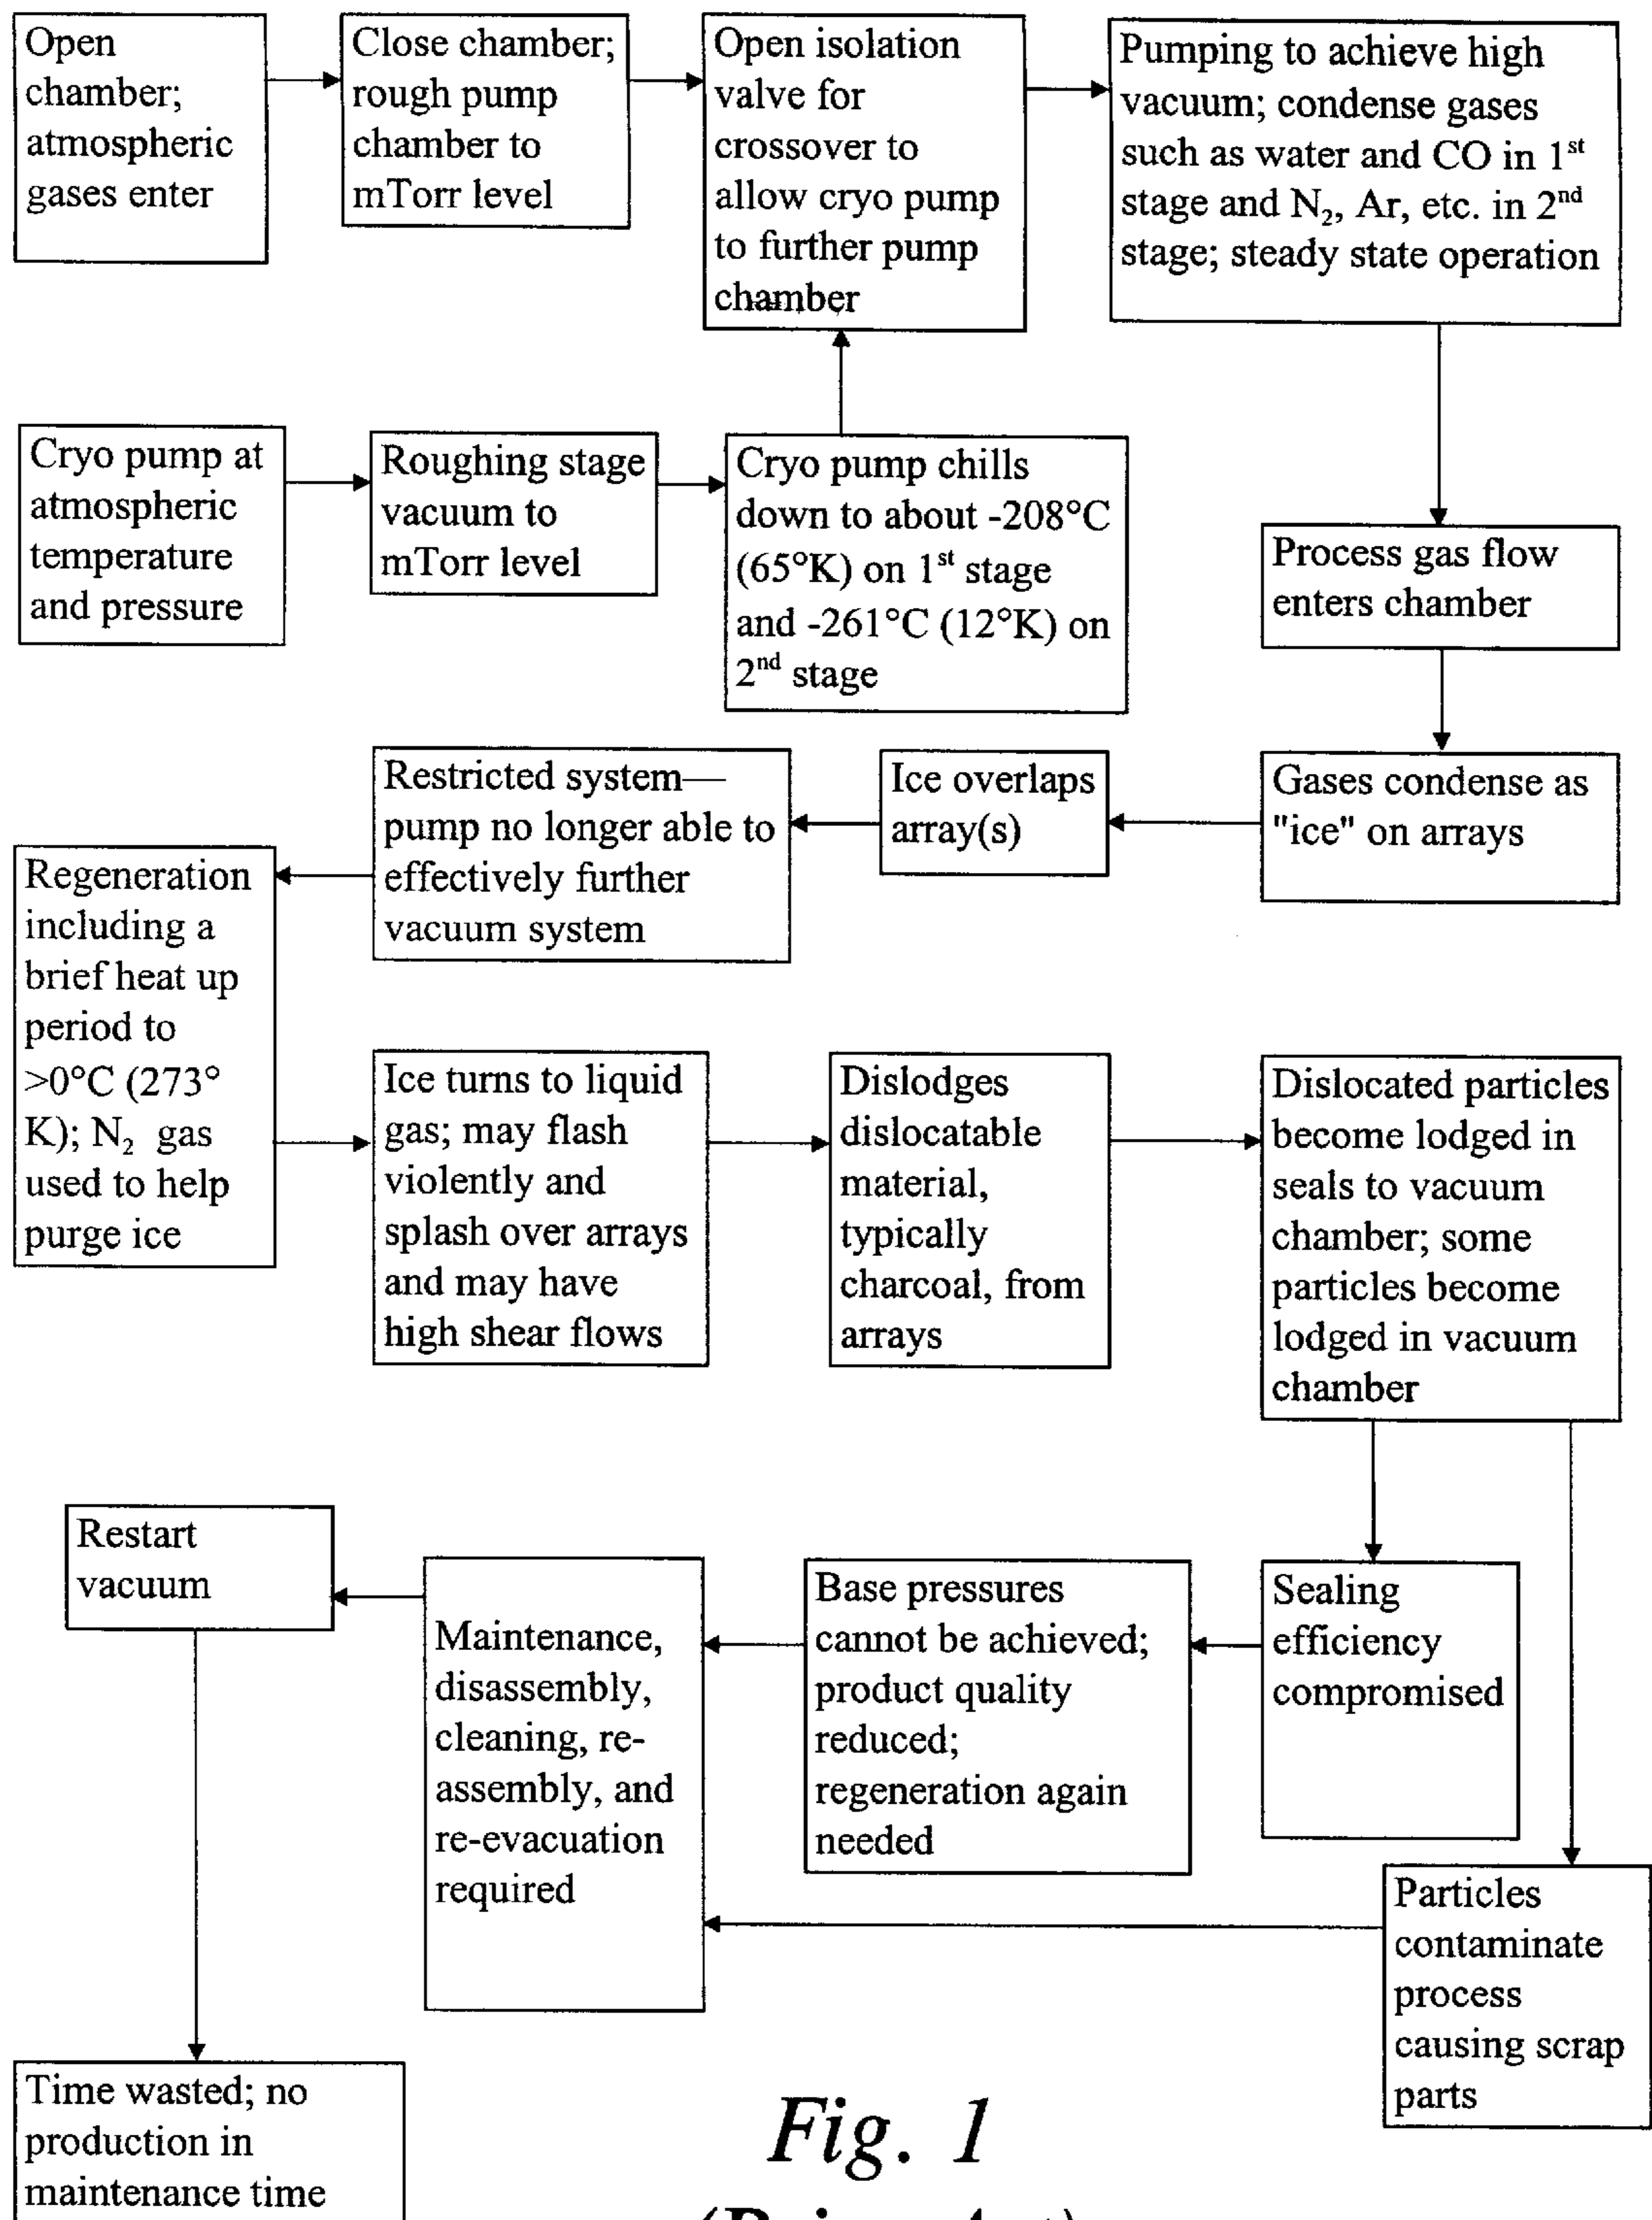 Open
chamber;
atmospheric
gases enter
Close chamber;
rough pump
chamber to
mTorr level
Open isolation
valve for
crossover to
allow cryo pump
to further pump
chamber
Pumping to achieve high
vacuum; condense gases
such as water and CO in 1st
stage and N2, Ar, etc. in 2nd
stage; steady state operation
Cryo pump at
atmospheric
temperature
and pressure
Roughing stage
vacuum to
mTorr level
Cryo pump chills
down to about -208°C
(65°K) on 1st stage
and -261°C (12°K) on
2nd stage
Process gas flow
enters chamber
Gases condense as
"ice" on arrays
Ice overlaps
array(s)
Restricted system—
pump no longer able to
effectively further
vacuum system
Regeneration
including a
brief heat up
period to
>0°C (273°
K); N2 gas
used to help
purge ice
Ice turns to liquid
gas; may flash
violently and
splash over arrays
and may have
high shear flows
Dislodges
dislocatable
material,
typically
charcoal, from
arrays
Dislocated particles
become lodged in
seals to vacuum
chamber; some
particles become
lodged in vacuum
chamber
Sealing
efficiency
compromised
Base pressures
cannot be achieved;
product quality
reduced;
regeneration again
needed
Particles
contaminate
process
causing scrap
parts
Maintenance,
disassembly,
cleaning, re-
assembly, and
re-evacuation
required
Restart
vacuum
Time wasted; no
production in
maintenance time
Fig. 1
(Prior Art)